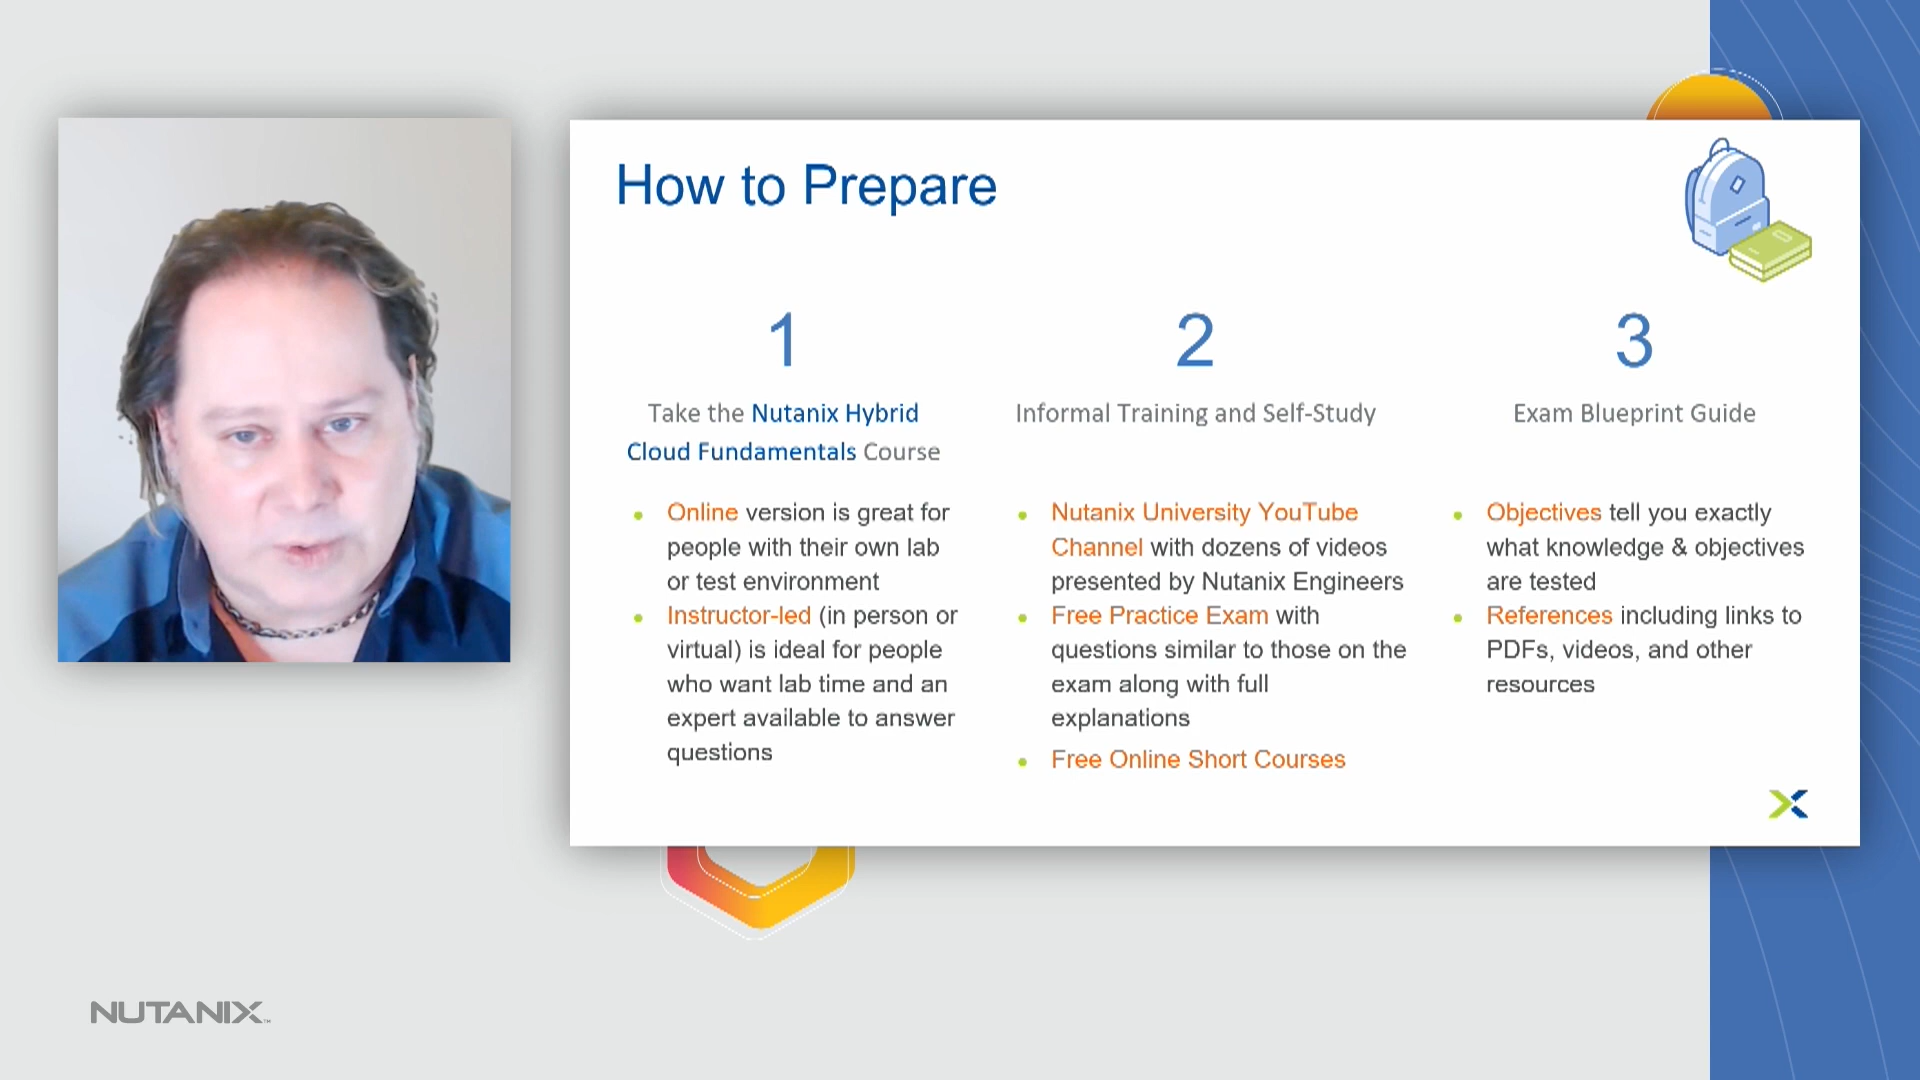 How to Prepare
1
Take the Nutanix Hybrid
Cloud Fundamentals Course
Online version is great for
people with their own lab
or test environment
Instructor-led (in person or
virtual) is ideal for people
who want lab time and an
expert available to answer
questions
2
Informal Training and Self-Study
Nutanix University YouTube
Channel with dozens of videos
presented by Nutanix Engineers
Free Practice Exam with
questions similar to those on the
exam along with full
explanations
Free Online Short Courses
3
Exam Blueprint Guide
Objectives tell you exactly
what knowledge & objectives
are tested
References including links to
PDFs, videos, and other
resources
NUTANIX™